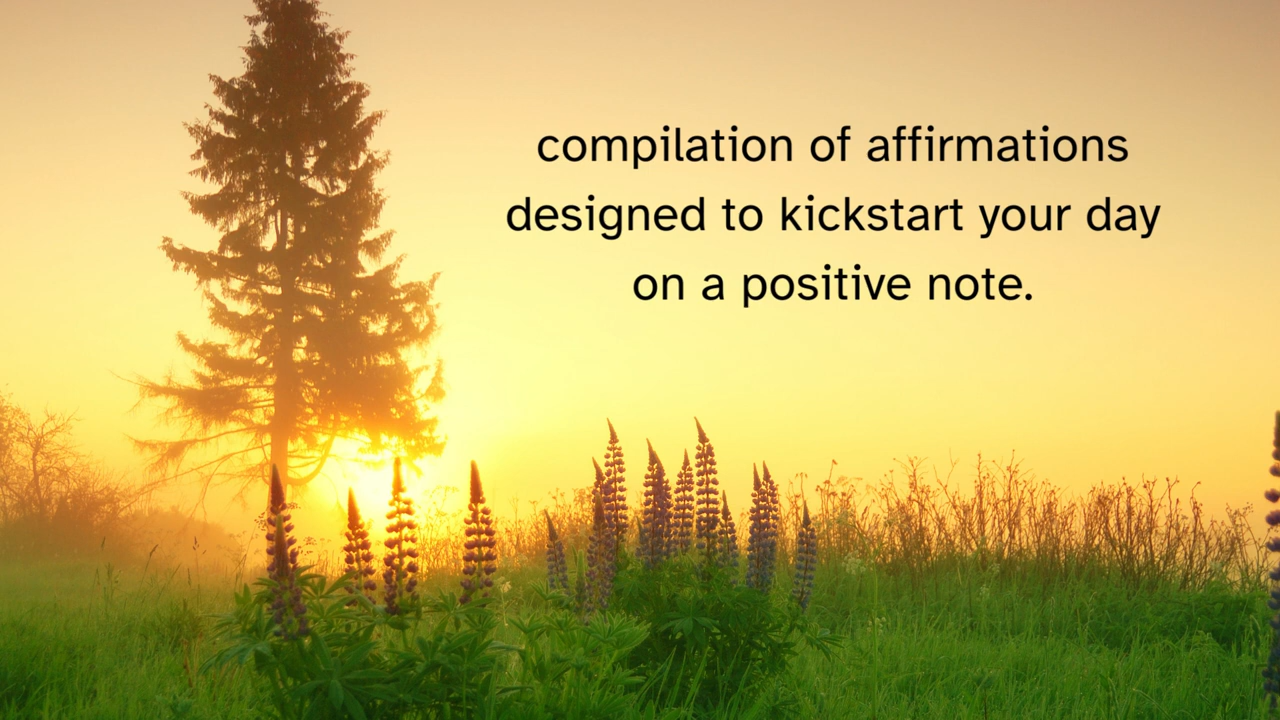 compilation of affirmations
designed to kickstart your day
on a positive note.